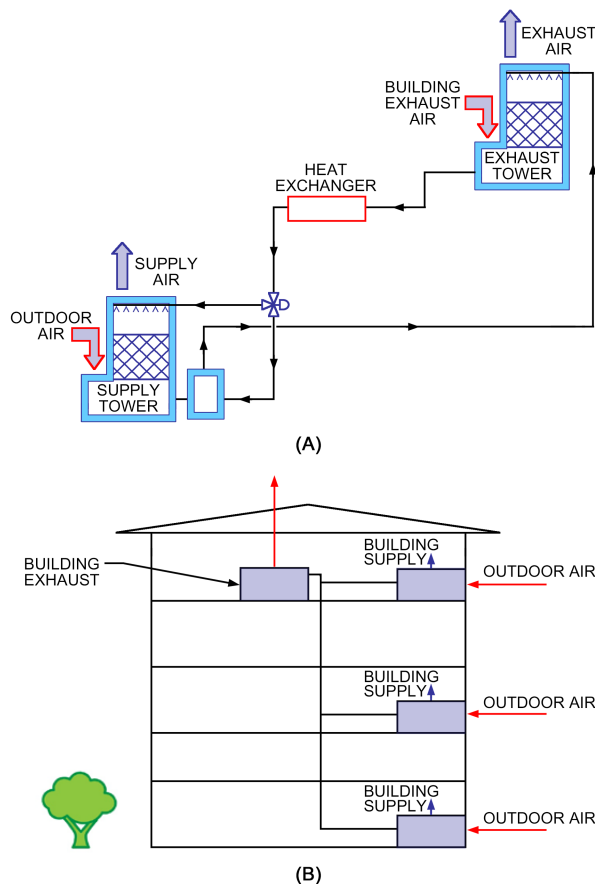 EXHAUST
AIR
BUILDING
EXHAUST
AIR
EXHAUST
TOWER
HEAT
EXCHANGER
SUPPLY
AIR
OUTDOOR
AIR
SUPPLY
TOWER
(A)
BUILDING
SUPPLY
BUILDING
EXHAUST
OUTDOOR AIR
BUILDING
SUPPLY
OUTDOOR AIR
BUILDING
SUPPLY
OUTDOOR AIR
(B)